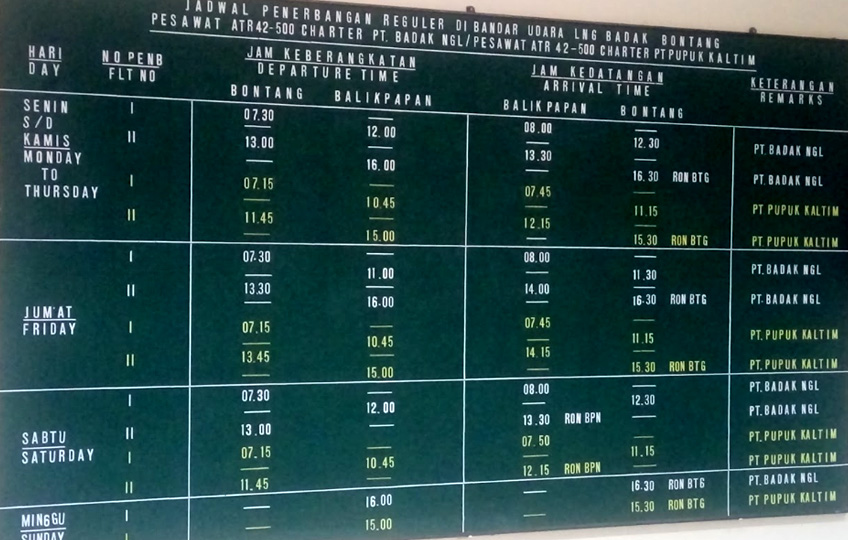 JADWAL PENERBANGAN REGULER DI BANDAR UDARA LNG BADAK BONTANG
PESAWAT ATR 42-500 CHARTER PT. BADAK NGL/PESAWAT ATR 42-500 CHARTER PT PUPUK KALTIM
HARI NO PENB JAM KEBERANGKATAN JAM KEDATANGAN KETERANGAN
DAY FLT NO DEPARTURE TIME ARRIVAL TIME REMARKS
BONTANG BALIKPAPAN BALIKPAPAN BONTANG
SENIN S/D KAMIS
MONDAY TO THURSDAY
I 07.30 — 08.00 —
— 12.00 — 12.30 PT. BADAK NGL
II 13.00 — 13.30 —
— 16.00 — 16.30 RON BTG PT. BADAK NGL
I 07.15 — 07.45 —
— 10.45 — 11.15 PT PUPUK KALTIM
II 11.45 — 12.15 —
— 15.00 — 15.30 RON BTG PT PUPUK KALTIM
JUM'AT
FRIDAY
I 07.30 — 08.00 —
— 11.00 — 11.30 PT. BADAK NGL
II 13.30 — 14.00 —
— 16.00 — 16.30 RON BTG PT. BADAK NGL
I 07.15 — 07.45 —
— 10.45 — 11.15 PT. PUPUK KALTIM
II 13.45 — 14.15 —
— 15.00 — 15.30 RON BTG PT. PUPUK KALTIM
SABTU
SATURDAY
I 07.30 — 08.00 — PT. BADAK NGL
— 12.00 — 12.30
II 13.00 — 13.30 RON BPN — PT. BADAK NGL
I 07.15 — 07.50 — PT. PUPUK KALTIM
— 10.45 — 11.15
II 11.45 — 12.15 RON BPN PT. PUPUK KALTIM
MINGGU
SUNDAY
I — 16.00 — 16.30 RON BTG PT. BADAK NGL
I — 15.00 — 15.30 RON BTG PT PUPUK KALTIM